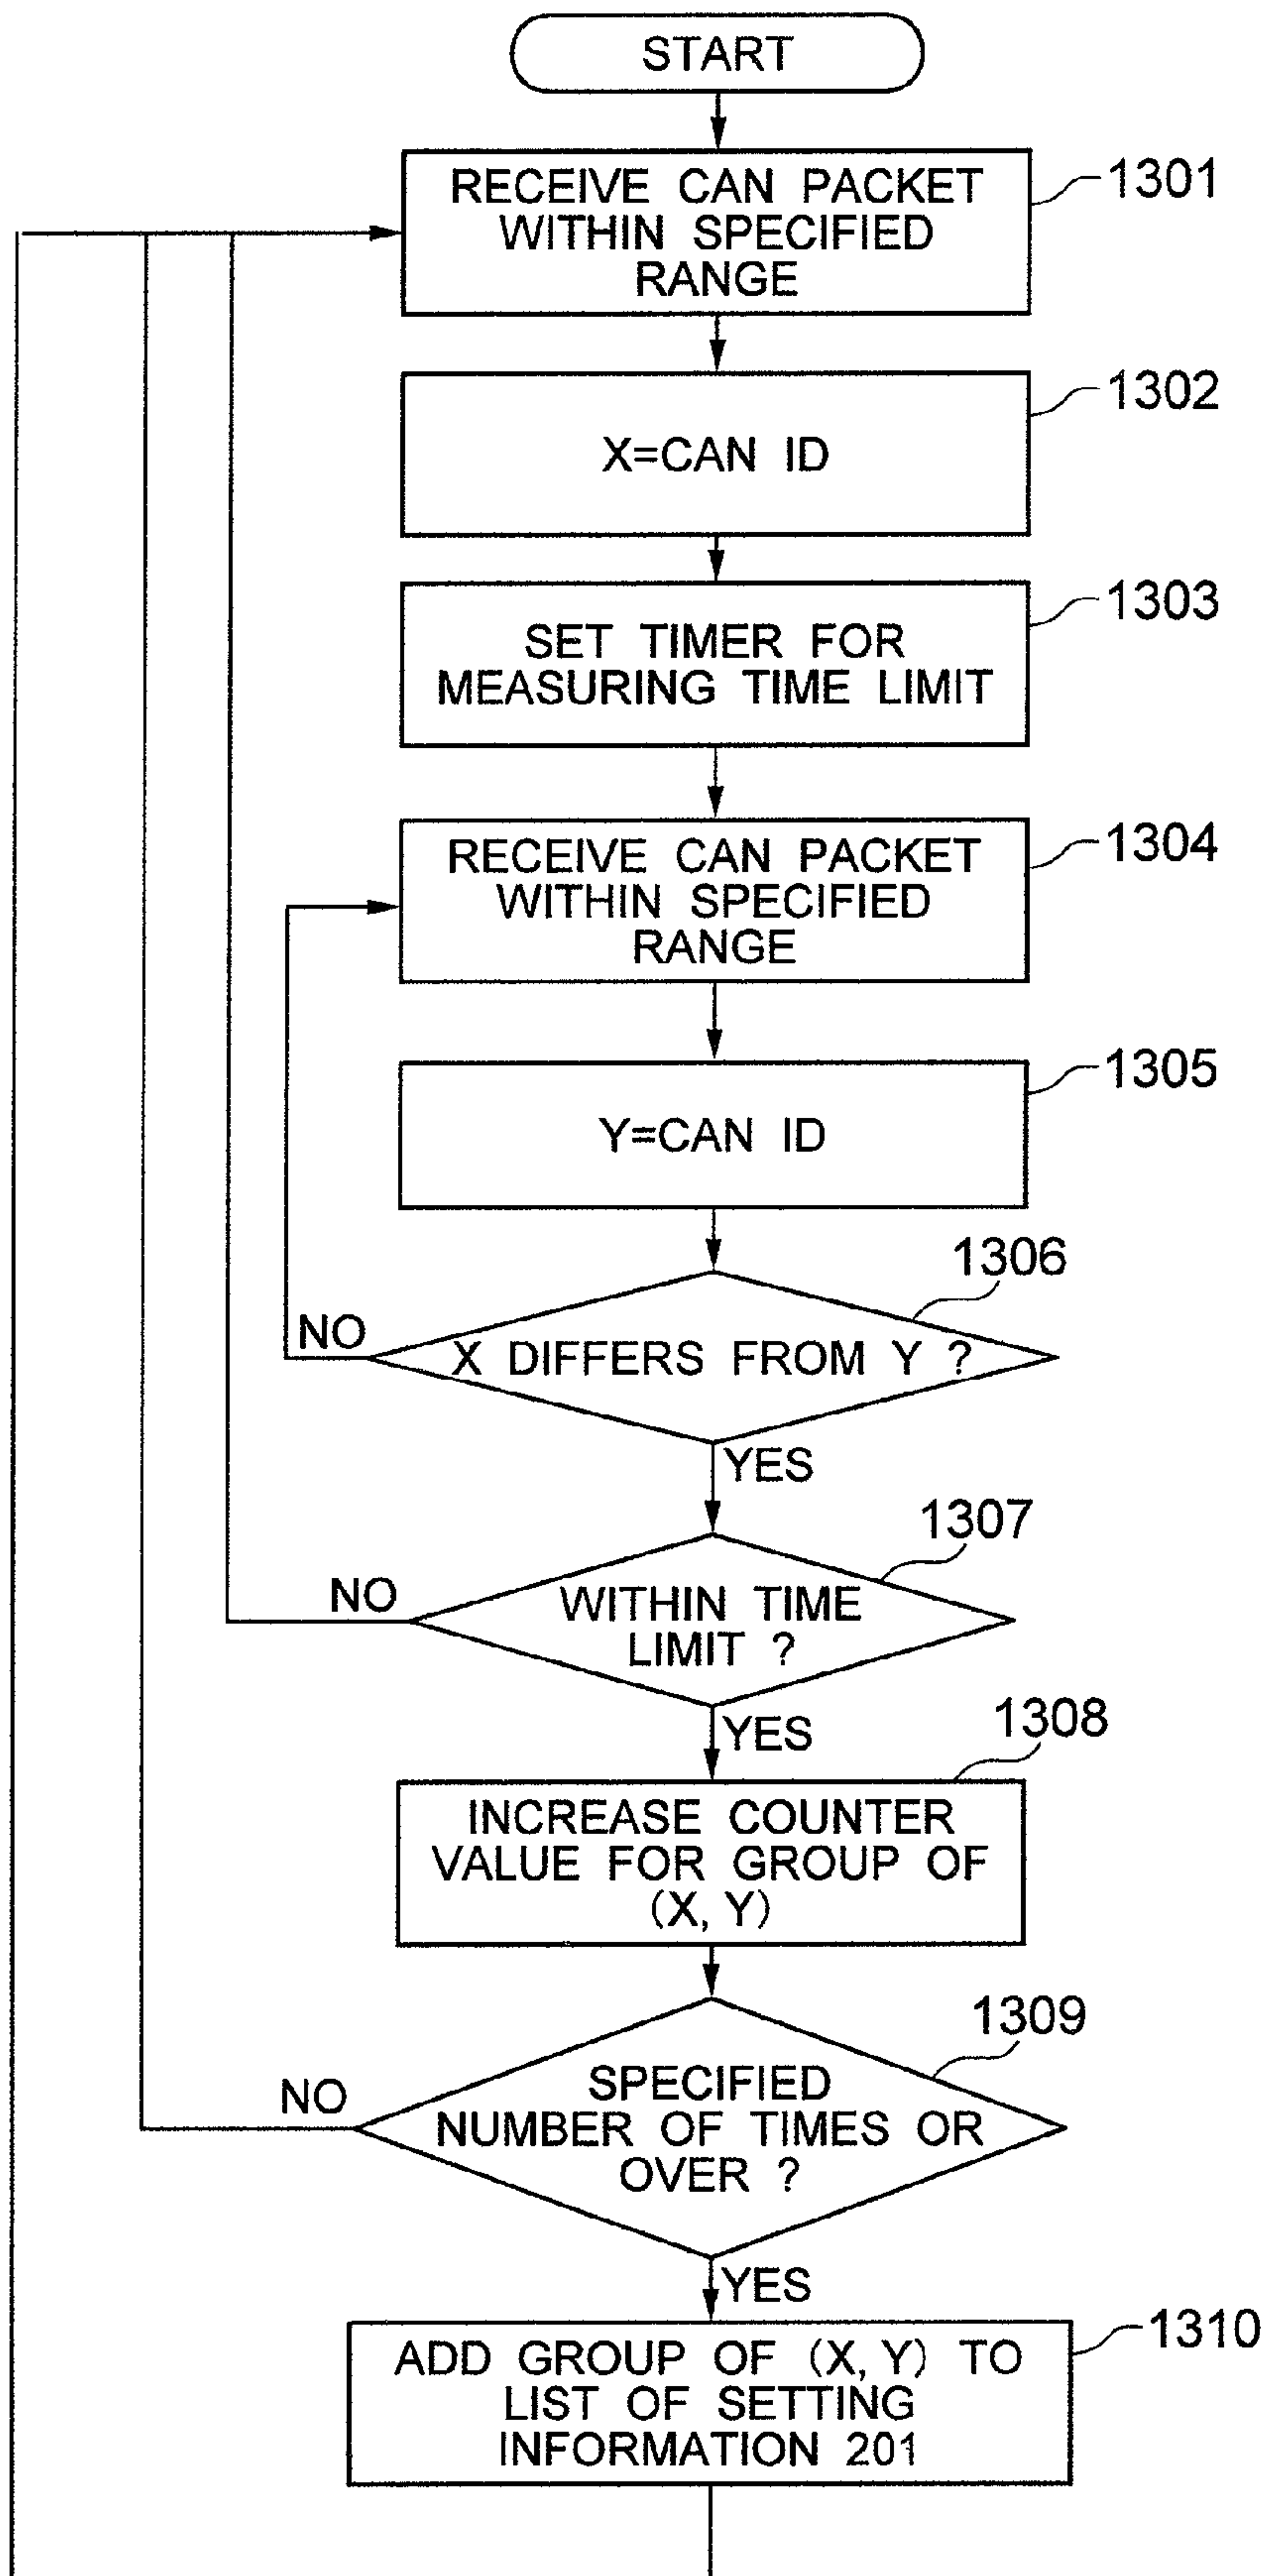 START
RECEIVE CAN PACKET
WITHIN SPECIFIED
RANGE
1301
X=CAN ID
1302
SET TIMER FOR
MEASURING TIME LIMIT
1303
RECEIVE CAN PACKET
WITHIN SPECIFIED
RANGE
1304
Y=CAN ID
1305
1306
X DIFFERS FROM Y ?
NO
YES
1307
WITHIN TIME
LIMIT ?
NO
YES
1308
INCREASE COUNTER
VALUE FOR GROUP OF
(X, Y)
1309
SPECIFIED
NUMBER OF TIMES OR
OVER ?
NO
YES
1310
ADD GROUP OF (X, Y) TO
LIST OF SETTING
INFORMATION 201